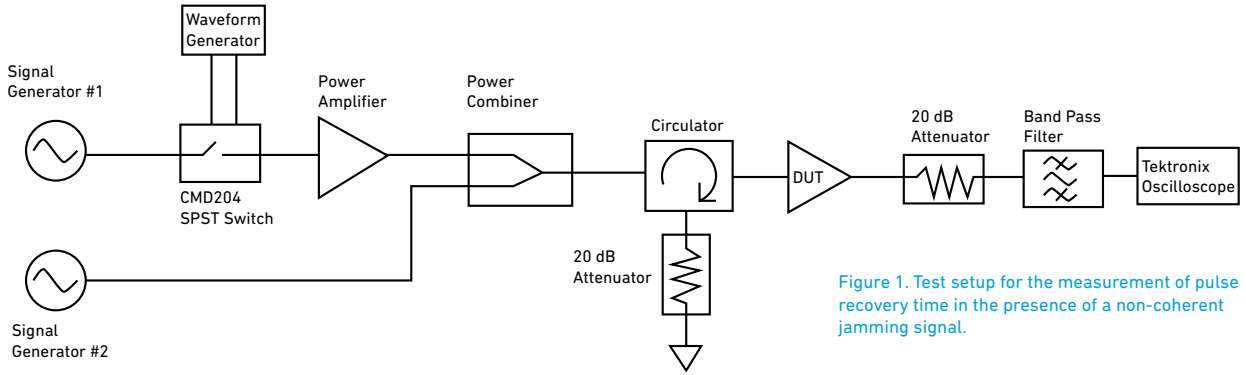 Waveform
Generator
Signal
Generator #1
Power
Amplifier
Power
Combiner
Circulator
20 dB
Attenuator
Band Pass
Filter
Tektronix
Oscilloscope
DUT
CMD204
SPST Switch
20 dB
Attenuator
Signal
Generator #2
Figure 1. Test setup for the measurement of pulse
recovery time in the presence of a non-coherent
jamming signal.